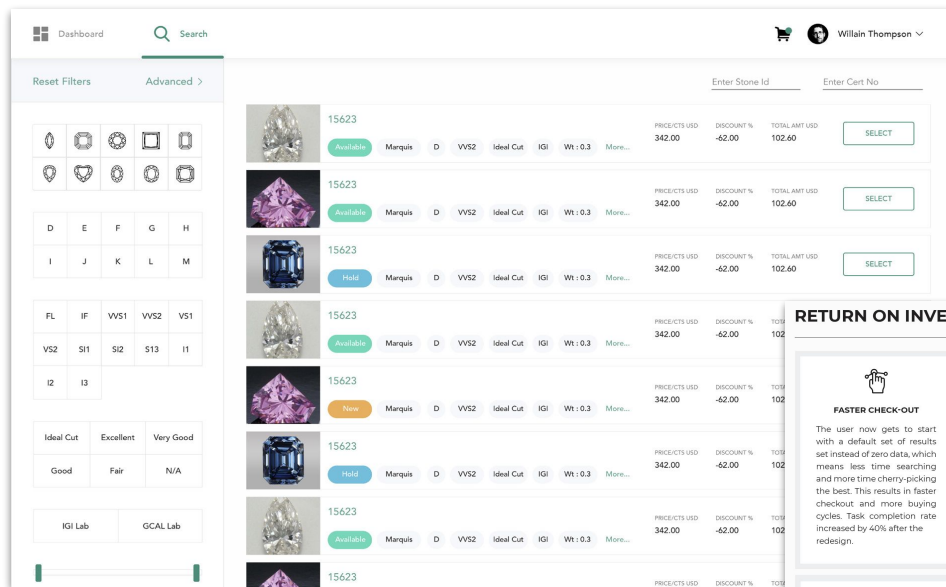 Dashboard
Search
Willain Thompson
Reset Filters
Advanced >
Enter Stone Id
Enter Cert No
D E F G H
I J K L M
FL IF VVS1 VVS2 VS1
VS2 SI1 SI2 S13 I1
I2 I3
Ideal Cut Excellent Very Good
Good Fair N/A
IGI Lab GCAL Lab
15623
Available Marquis D VVS2 Ideal Cut IGI Wt : 0.3 More...
PRICE/CTS USD DISCOUNT % TOTAL AMT USD
342.00 -62.00 102.60
SELECT
15623
Available Marquis D VVS2 Ideal Cut IGI Wt : 0.3 More...
PRICE/CTS USD DISCOUNT % TOTAL AMT USD
342.00 -62.00 102.60
SELECT
15623
Hold Marquis D VVS2 Ideal Cut IGI Wt : 0.3 More...
PRICE/CTS USD DISCOUNT % TOTAL AMT USD
342.00 -62.00 102.60
SELECT
15623
Available Marquis D VVS2 Ideal Cut IGI Wt : 0.3 More...
PRICE/CTS USD DISCOUNT % TOTA
342.00 -62.00 102
15623
New Marquis D VVS2 Ideal Cut IGI Wt : 0.3 More...
PRICE/CTS USD DISCOUNT % TOTA
342.00 -62.00 102
15623
Hold Marquis D VVS2 Ideal Cut IGI Wt : 0.3 More...
PRICE/CTS USD DISCOUNT % TOTA
342.00 -62.00 102
15623
Available Marquis D VVS2 Ideal Cut IGI Wt : 0.3 More...
PRICE/CTS USD DISCOUNT % TOTA
342.00 -62.00 102
15623
PRICE/CTS USD DISCOUNT % TOTA
RETURN ON INVE
FASTER CHECK-OUT
The user now gets to start
with a default set of results
set instead of zero data, which
means less time searching
and more time cherry-picking
the best. This results in faster
checkout and more buying
cycles. Task completion rate
increased by 40% after the
redesign.